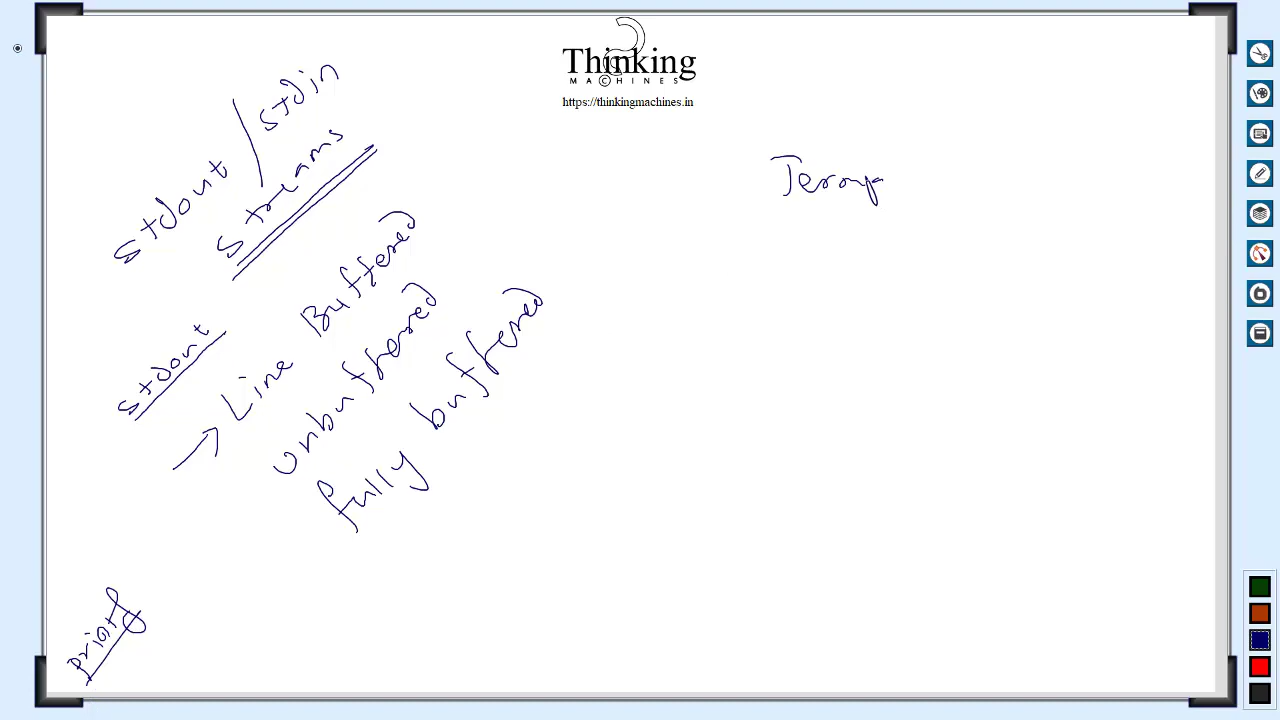 Thinking
MACHINES
https://thinkingmachines.in
stdout / stdin
streams
stdout
→ Line Buffered
unbuffered
fully buffered
printf